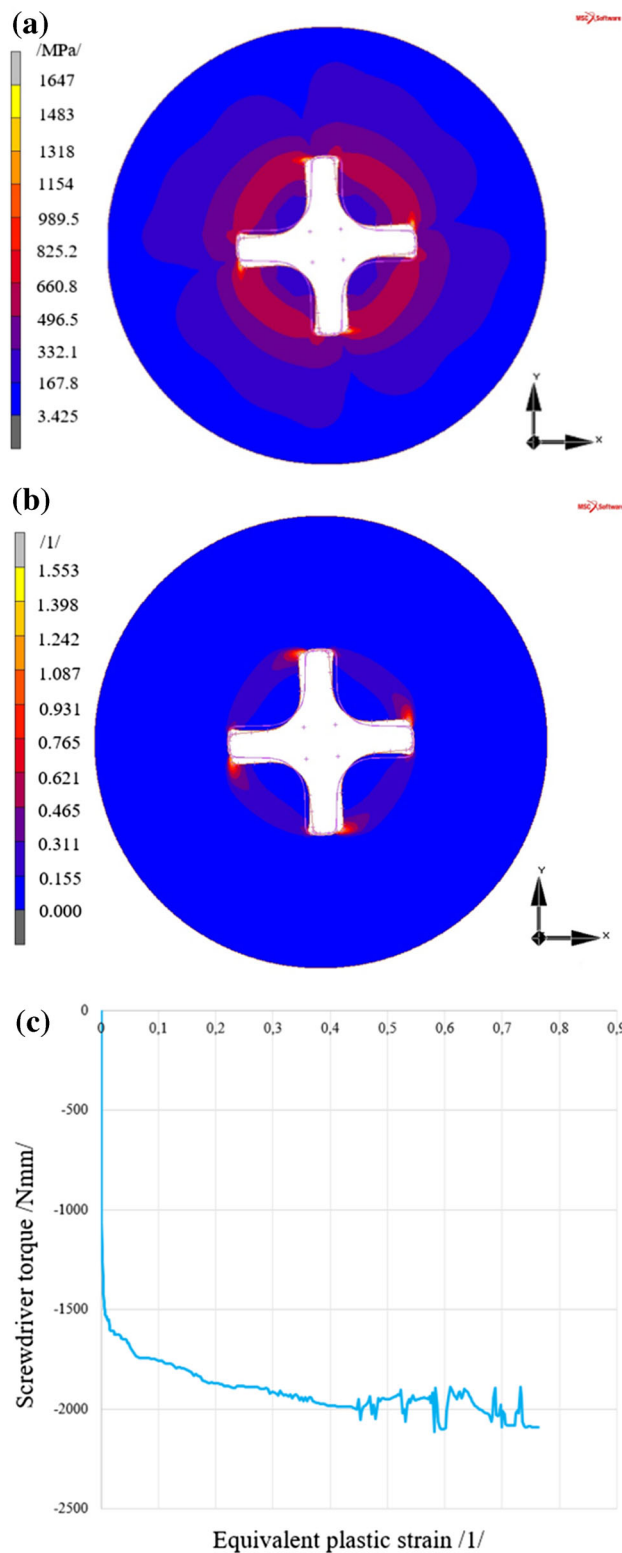 (a)
/MPa/
MSC Software
1647
1483
1318
1154
989.5
825.2
660.8
496.5
332.1
167.8
3.425
Y
X
(b)
/1/
MSC Software
1.553
1.398
1.242
1.087
0.931
0.765
0.621
0.465
0.311
0.155
0.000
Y
X
(c)
0
0 0,1 0,2 0,3 0,4 0,5 0,6 0,7 0,8 0,9
-500
-1000
-1500
-2000
-2500
Screwdriver torque /Nmm/
Equivalent plastic strain /1/